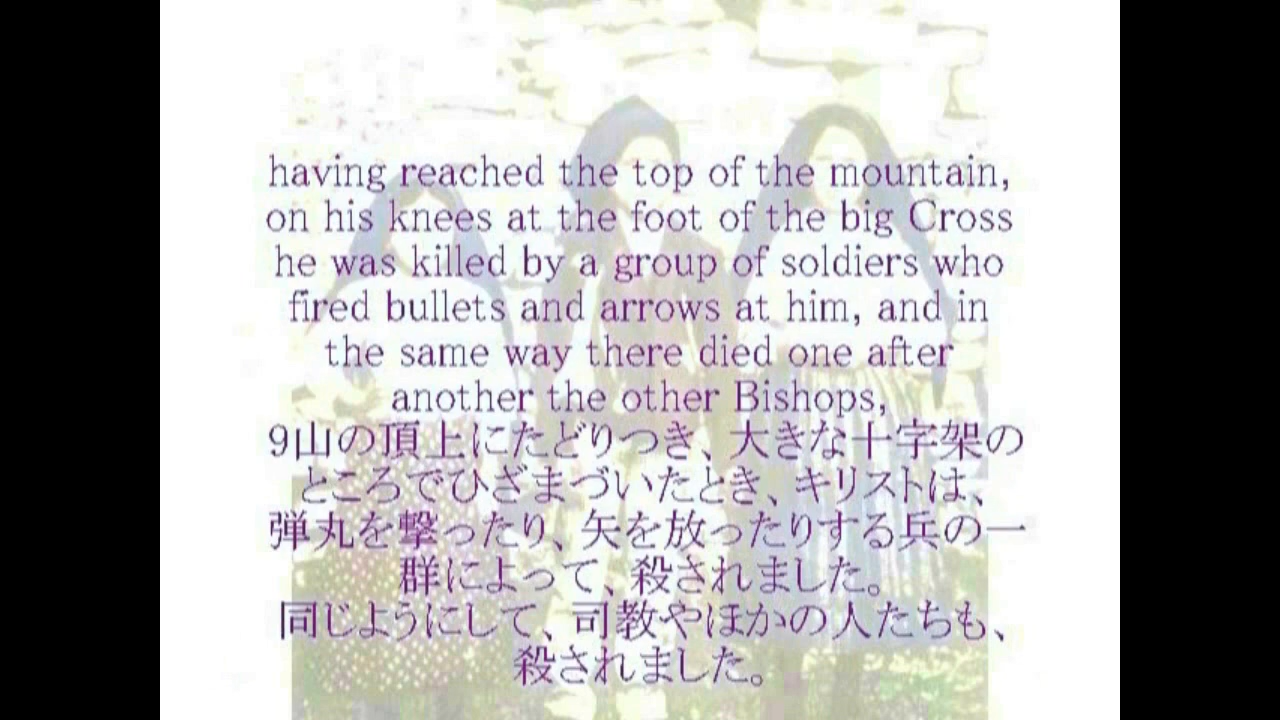 having reached the top of the mountain,
on his knees at the foot of the big Cross
he was killed by a group of soldiers who
fired bullets and arrows at him, and in
the same way there died one after
another the other Bishops,
9山の頂上にたどりつき、大きな十字架の
ところでひざまづいたとき、キリストは、
弾丸を撃ったり、矢を放ったりする兵の一
群によって、殺されました。
同じようにして、司教やほかの人たちも、
殺されました。